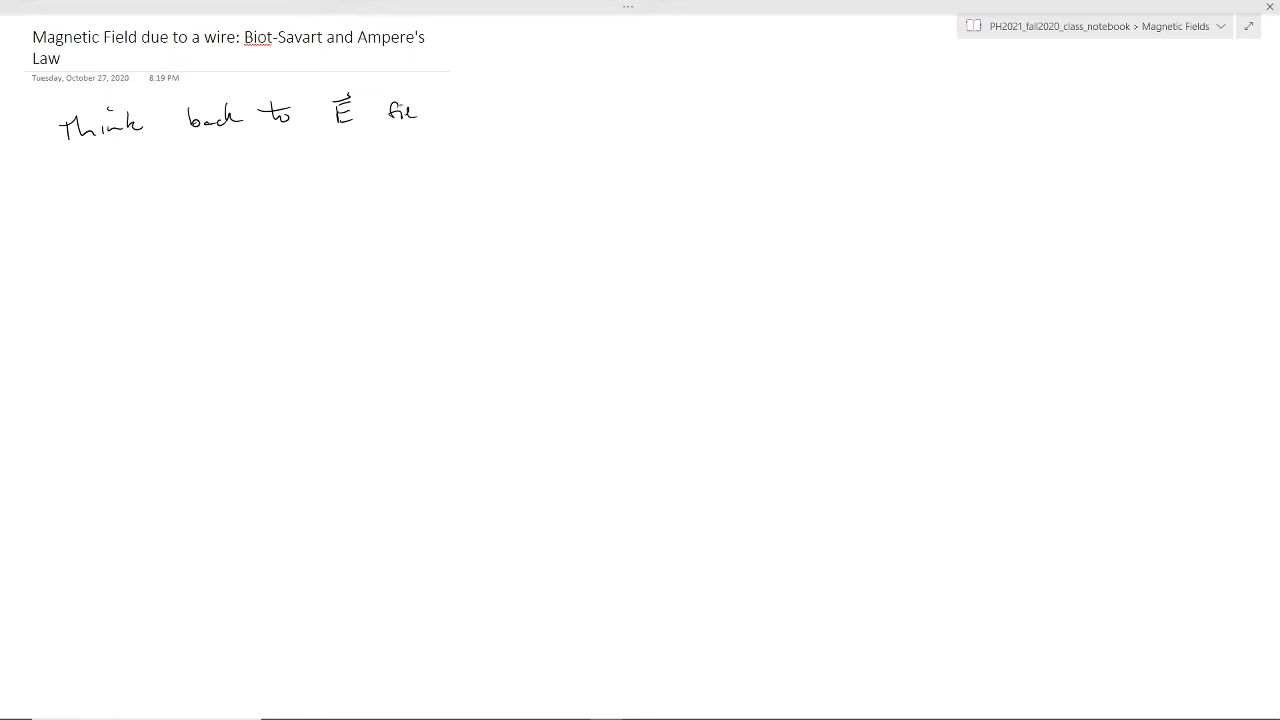 PH2021_fall2020_class_notebook > Magnetic Fields
Magnetic Field due to a wire: Biot-Savart and Ampere's
Law
Tuesday, October 27, 2020 8:19 PM
Think back to E⃗ fie